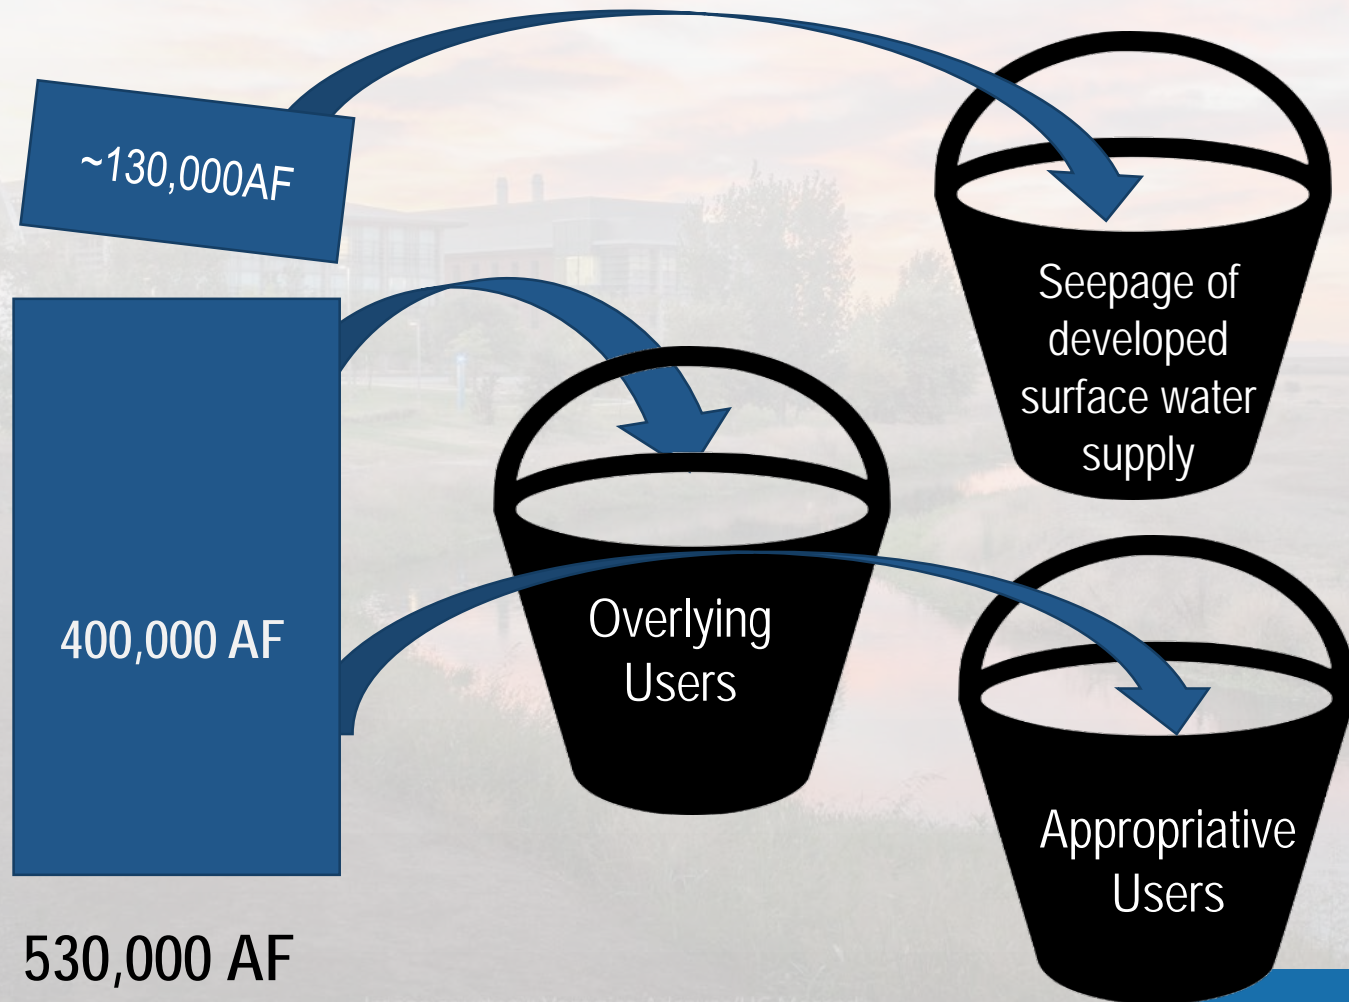 ~130,000AF
Seepage of
developed
surface water
supply
400,000 AF
Overlying
Users
Appropriative
Users
530,000 AF